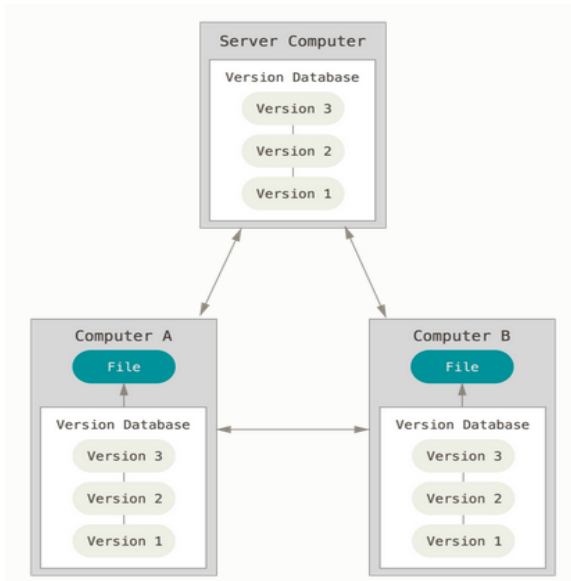 Server Computer
Version Database
Version 3
Version 2
Version 1
Computer A
File
Version Database
Version 3
Version 2
Version 1
Computer B
File
Version Database
Version 3
Version 2
Version 1